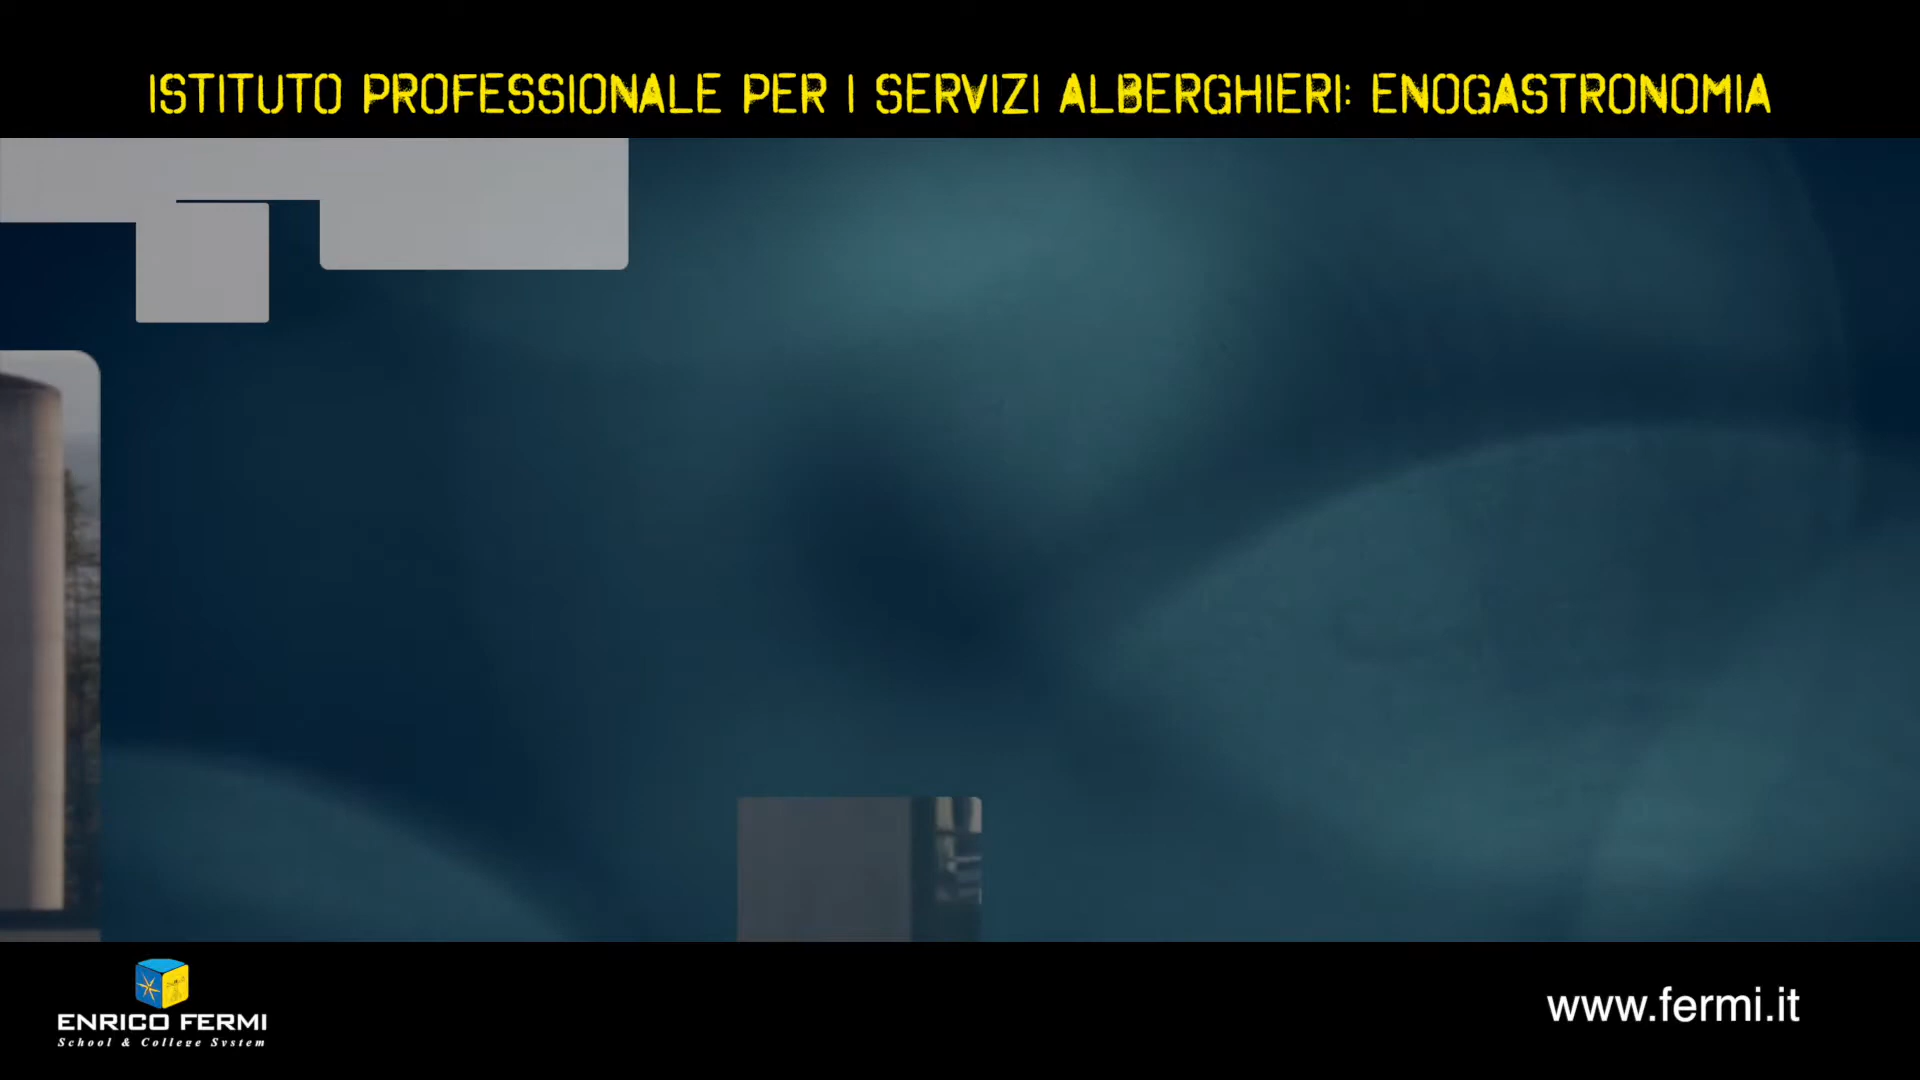 ISTITUTO PROFESSIONALE PER I SERVIZI ALBERGHIERI: ENOGASTRONOMIA
ENRICO FERMI
School & College System
www.fermi.it